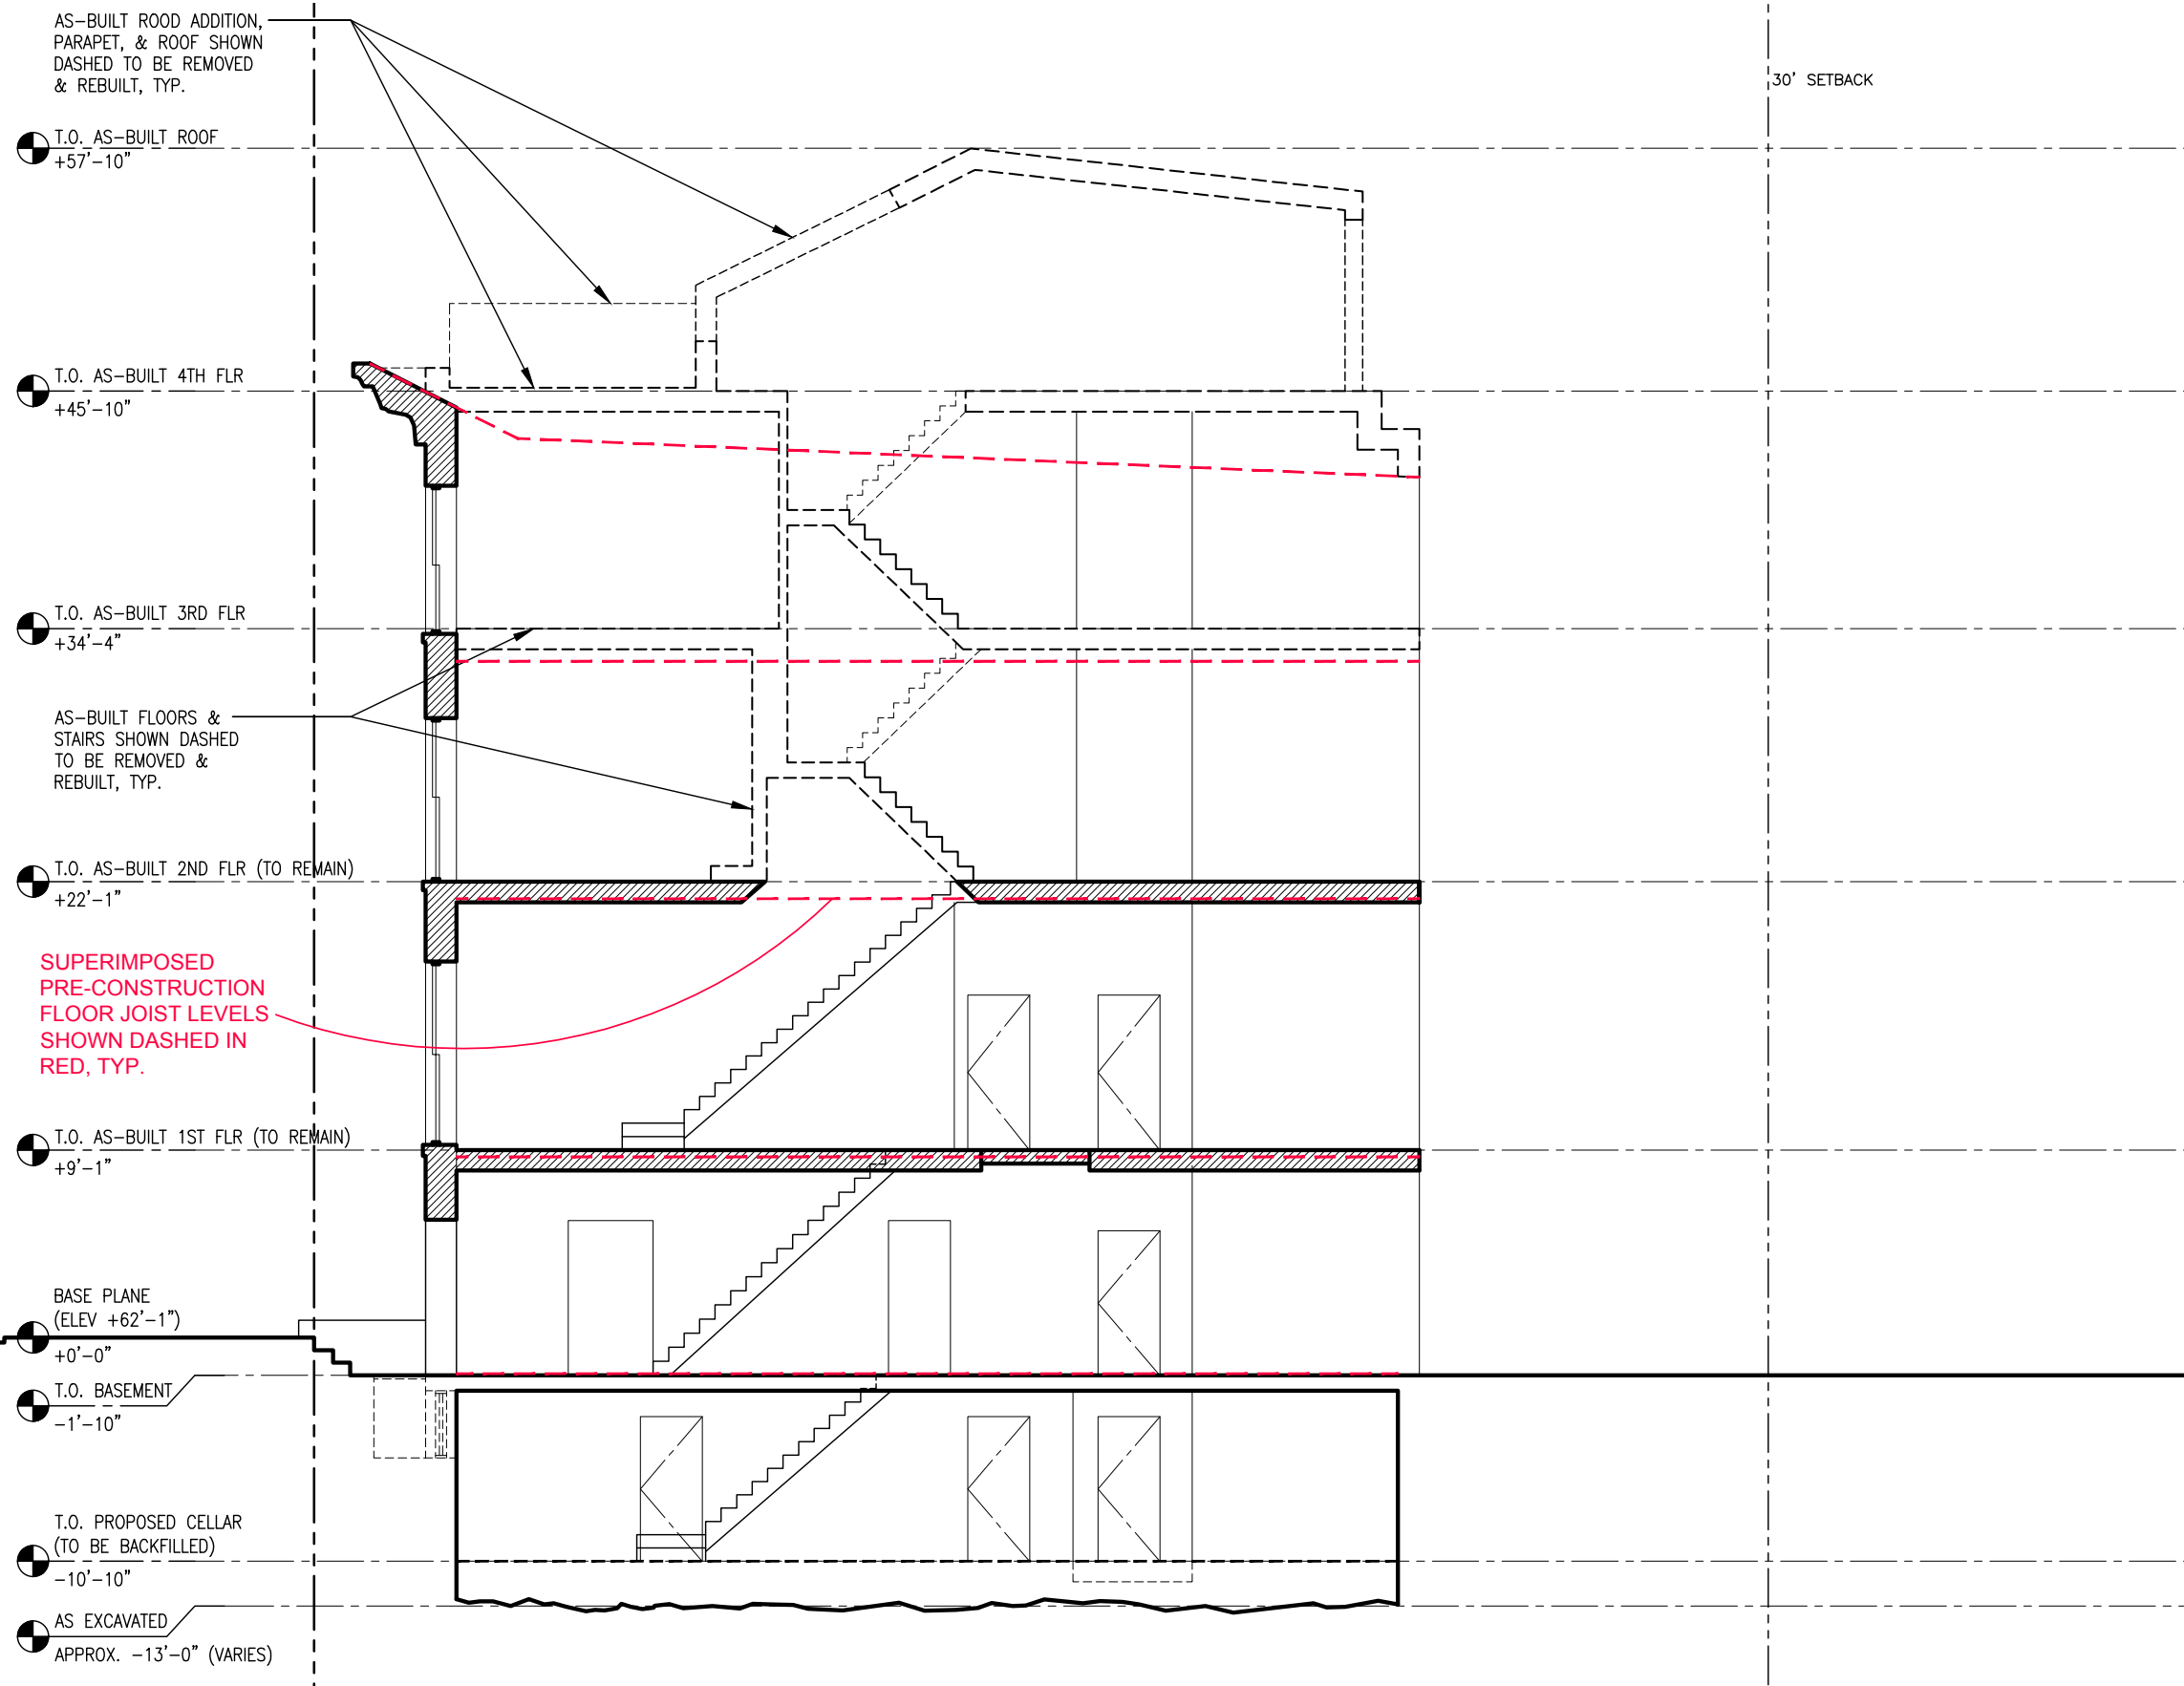 AS-BUILT ROOD ADDITION,
PARAPET, & ROOF SHOWN
DASHED TO BE REMOVED
& REBUILT, TYP.
30' SETBACK
T.O. AS-BUILT ROOF
+57'-10"
T.O. AS-BUILT 4TH FLR
+45'-10"
T.O. AS-BUILT 3RD FLR
+34'-4"
AS-BUILT FLOORS &
STAIRS SHOWN DASHED
TO BE REMOVED &
REBUILT, TYP.
T.O. AS-BUILT 2ND FLR (TO REMAIN)
+22'-1"
SUPERIMPOSED
PRE-CONSTRUCTION
FLOOR JOIST LEVELS
SHOWN DASHED IN
RED, TYP.
T.O. AS-BUILT 1ST FLR (TO REMAIN)
+9'-1"
BASE PLANE
(ELEV +62'-1")
+0'-0"
T.O. BASEMENT
-1'-10"
T.O. PROPOSED CELLAR
(TO BE BACKFILLED)
-10'-10"
AS EXCAVATED
APPROX. -13'-0" (VARIES)